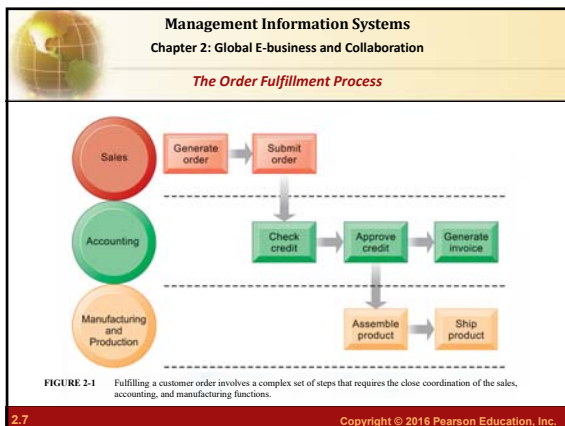 Management Information Systems
Chapter 2: Global E-business and Collaboration
The Order Fulfillment Process
Sales
Generate
order
Submit
order
Accounting
Check
credit
Approve
credit
Generate
invoice
Manufacturing
and
Production
Assemble
product
Ship
product
FIGURE 2-1 Fulfilling a customer order involves a complex set of steps that requires the close coordination of the sales,
accounting, and manufacturing functions.
2.7 Copyright © 2016 Pearson Education, Inc.